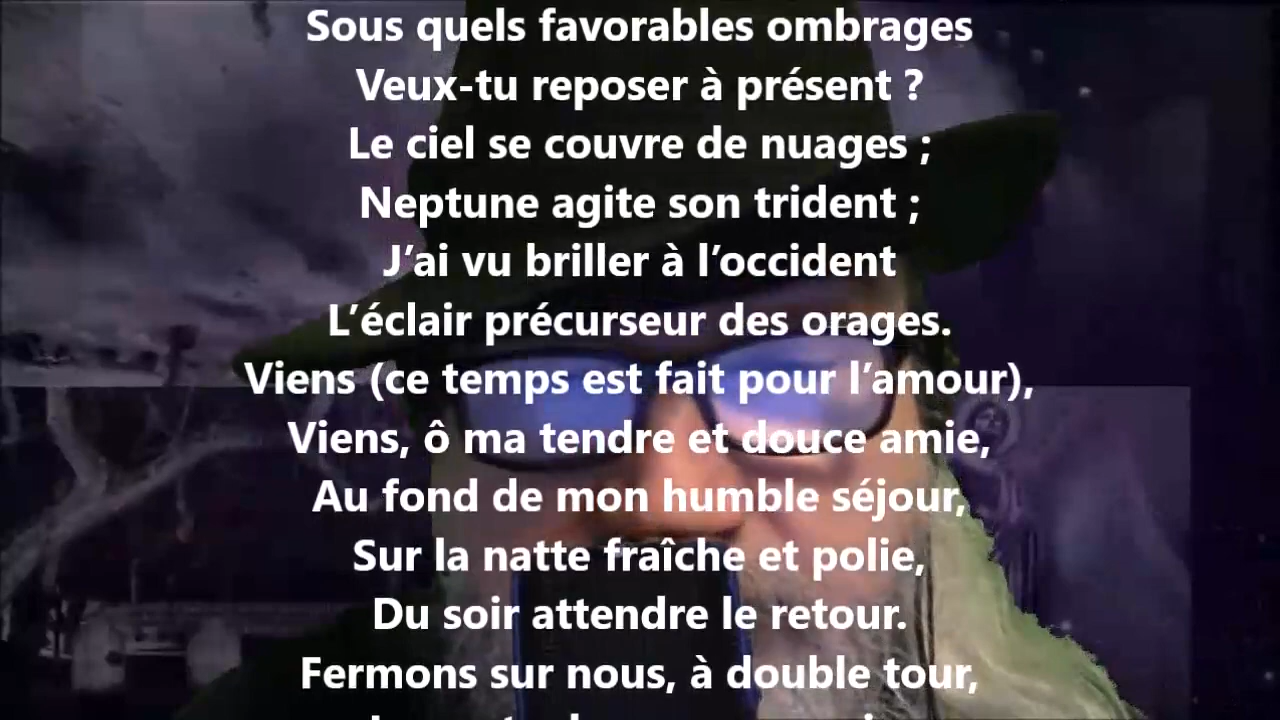 Sous quels favorables ombrages
Veux-tu reposer à présent ?
Le ciel se couvre de nuages ;
Neptune agite son trident ;
J’ai vu briller à l’occident
L’éclair précurseur des orages.
Viens (ce temps est fait pour l’amour),
Viens, ô ma tendre et douce amie,
Au fond de mon humble séjour,
Sur la natte fraîche et polie,
Du soir attendre le retour.
Fermons sur nous, à double tour,